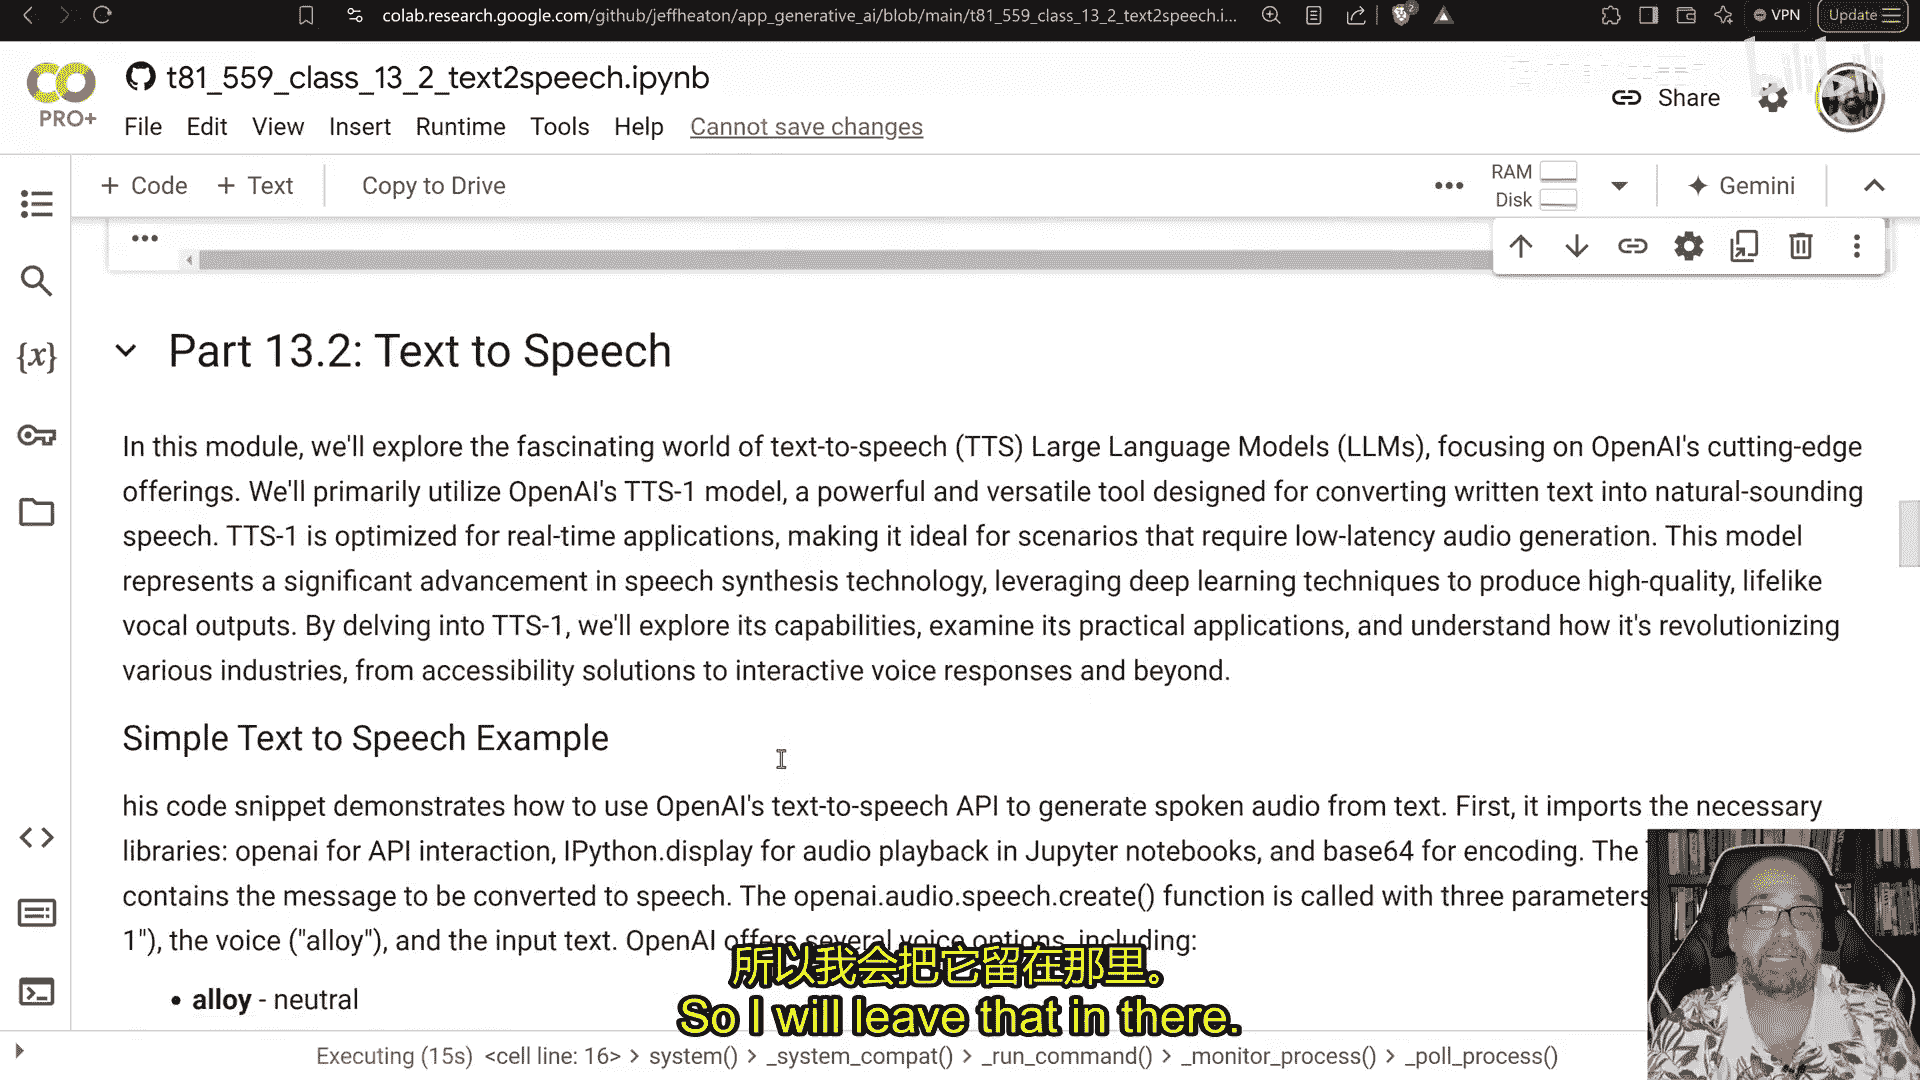 colab.research.google.com/github/jeffheaton/app_generative_ai/blob/main/t81_559_class_13_2_text2speech.i...
2
VPN
Update
t81_559_class_13_2_text2speech.ipynb
PRO+
File Edit View Insert Runtime Tools Help Cannot save changes
Share
+ Code + Text Copy to Drive
RAM
Disk
Gemini
Part 13.2: Text to Speech
In this module, we'll explore the fascinating world of text-to-speech (TTS) Large Language Models (LLMs), focusing on OpenAI's cutting-edge
offerings. We'll primarily utilize OpenAI's TTS-1 model, a powerful and versatile tool designed for converting written text into natural-sounding
speech. TTS-1 is optimized for real-time applications, making it ideal for scenarios that require low-latency audio generation. This model
represents a significant advancement in speech synthesis technology, leveraging deep learning techniques to produce high-quality, lifelike
vocal outputs. By delving into TTS-1, we'll explore its capabilities, examine its practical applications, and understand how it's revolutionizing
various industries, from accessibility solutions to interactive voice responses and beyond.
Simple Text to Speech Example
his code snippet demonstrates how to use OpenAI's text-to-speech API to generate spoken audio from text. First, it imports the necessary
libraries: openai for API interaction, IPython.display for audio playback in Jupyter notebooks, and base64 for encoding. The
contains the message to be converted to speech. The openai.audio.speech.create() function is called with three parameters
1"), the voice ("alloy"), and the input text. OpenAI offers several voice options, including:
• alloy - neutral
所以我会把它留在那里。
So I will leave that in there.
Executing (15s) <cell line: 16> > system() > _system_compat() > _run_command() > _monitor_process() > _poll_process()